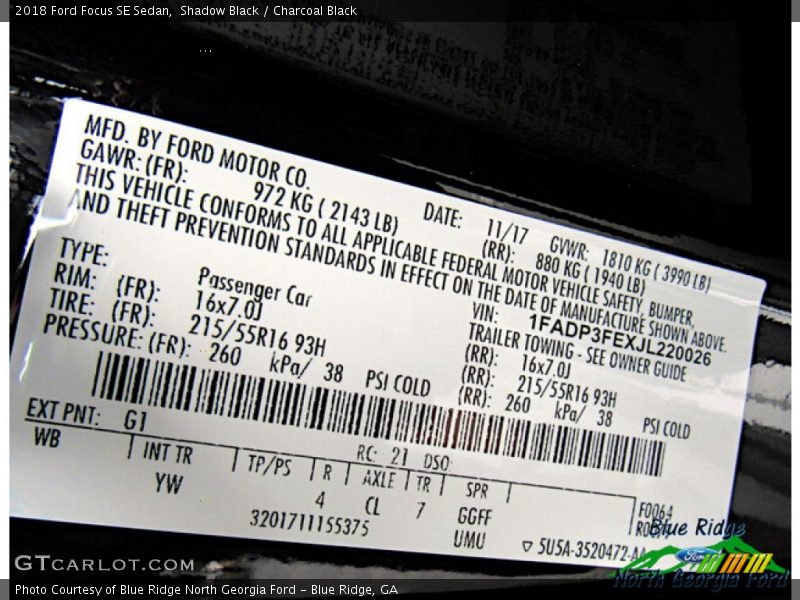 2018 Ford Focus SE Sedan, Shadow Black / Charcoal Black
MFD. BY FORD MOTOR CO.
DATE: 11/17 GVWR: 1810 KG ( 3990 LB)
GAWR: (FR): 972 KG ( 2143 LB) (RR): 880 KG ( 1940 LB)
THIS VEHICLE CONFORMS TO ALL APPLICABLE FEDERAL MOTOR VEHICLE SAFETY, BUMPER,
AND THEFT PREVENTION STANDARDS IN EFFECT ON THE DATE OF MANUFACTURE SHOWN ABOVE.
VIN: 1FADP3FEXJL220026
TYPE: Passenger Car TRAILER TOWING - SEE OWNER GUIDE
RIM: (FR): 16x7.0J (RR): 16x7.0J
TIRE: (FR): 215/55R16 93H (RR): 215/55R16 93H
PRESSURE: (FR): 260 kPa/ 38 PSI COLD (RR): 260 kPa/ 38 PSI COLD
EXT PNT: G1 RC: 21 DSO:
WB INT TR TP/PS R AXLE TR SPR
YW 4 CL 7 GGFF
UMU
F0064
3201711155375
5U5A-3520472-AA
Blue Ridge
Ford
North Georgia Ford
GTCARLOT.COM
Photo Courtesy of Blue Ridge North Georgia Ford - Blue Ridge, GA